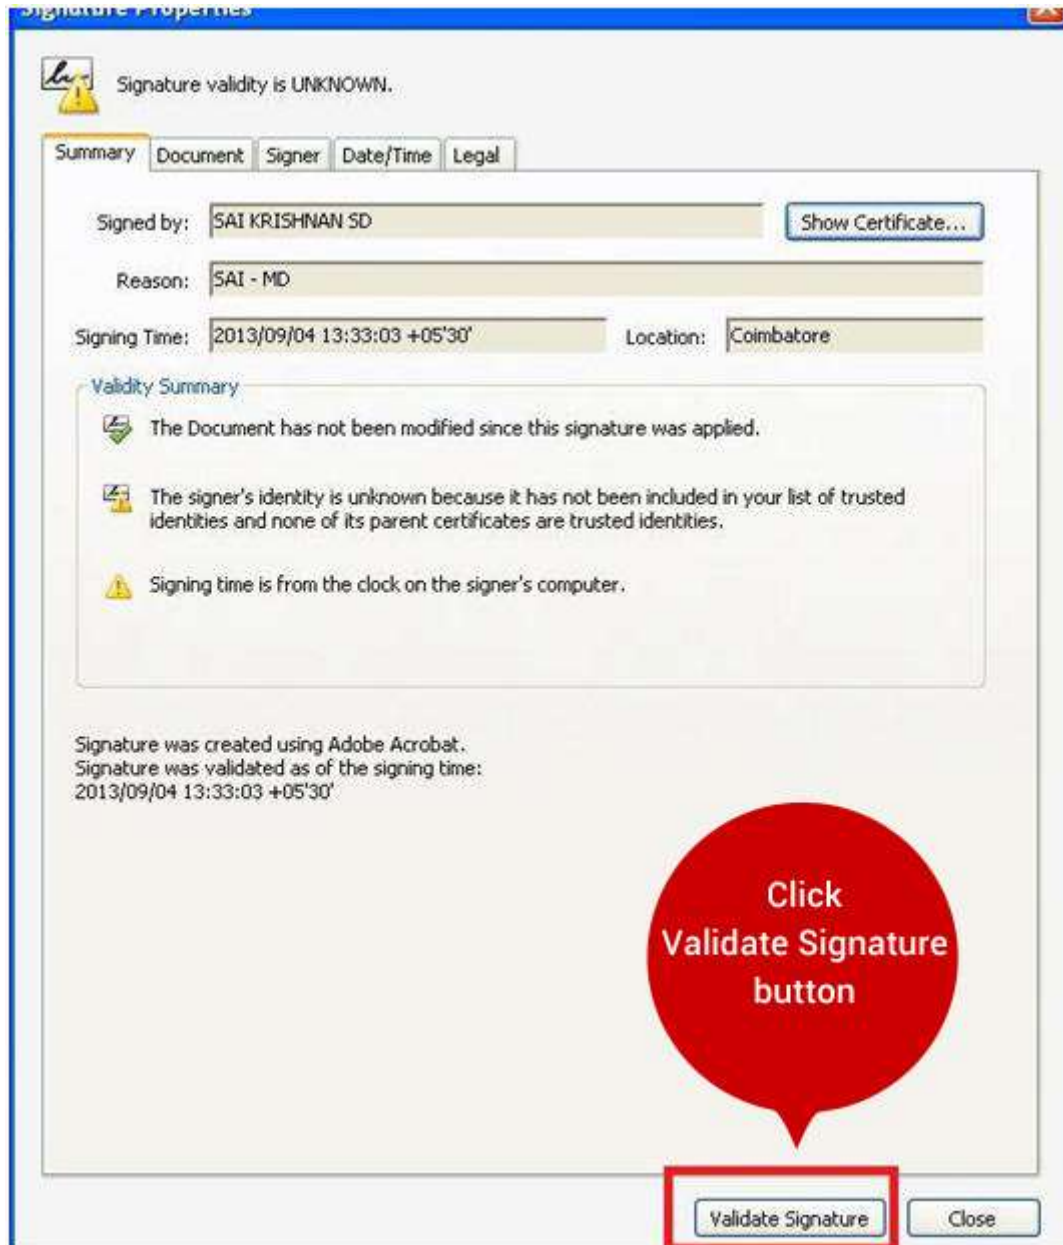 Signature Properties
Signature validity is UNKNOWN.
Summary Document Signer Date/Time Legal
Signed by: SAI KRISHNAN SD Show Certificate...
Reason: SAI - MD
Signing Time: 2013/09/04 13:33:03 +05'30' Location: Coimbatore
Validity Summary
The Document has not been modified since this signature was applied.
The signer's identity is unknown because it has not been included in your list of trusted
identities and none of its parent certificates are trusted identities.
Signing time is from the clock on the signer's computer.
Signature was created using Adobe Acrobat.
Signature was validated as of the signing time:
2013/09/04 13:33:03 +05'30'
Click
Validate Signature
button
Validate Signature Close